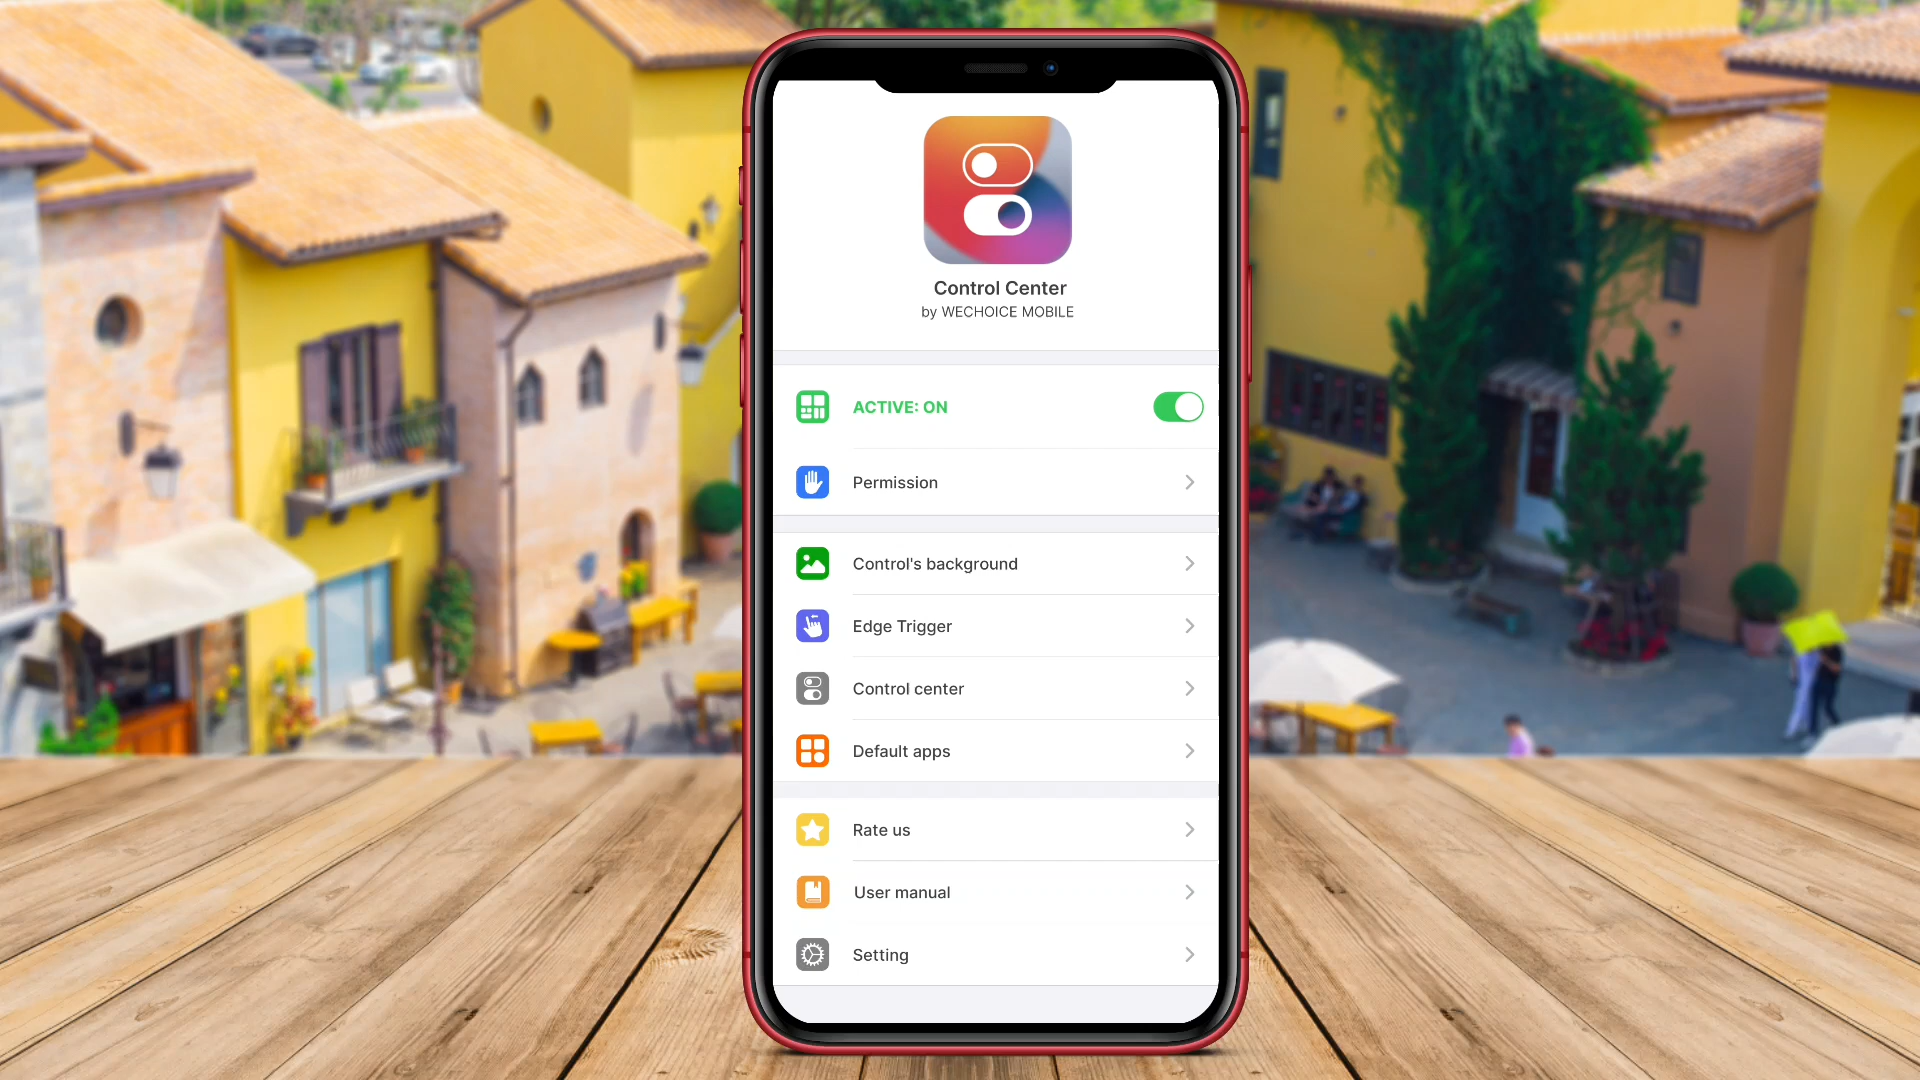 Control Center
by WECHOICE MOBILE
ACTIVE: ON
Permission
Control's background
Edge Trigger
Control center
Default apps
Rate us
User manual
Setting